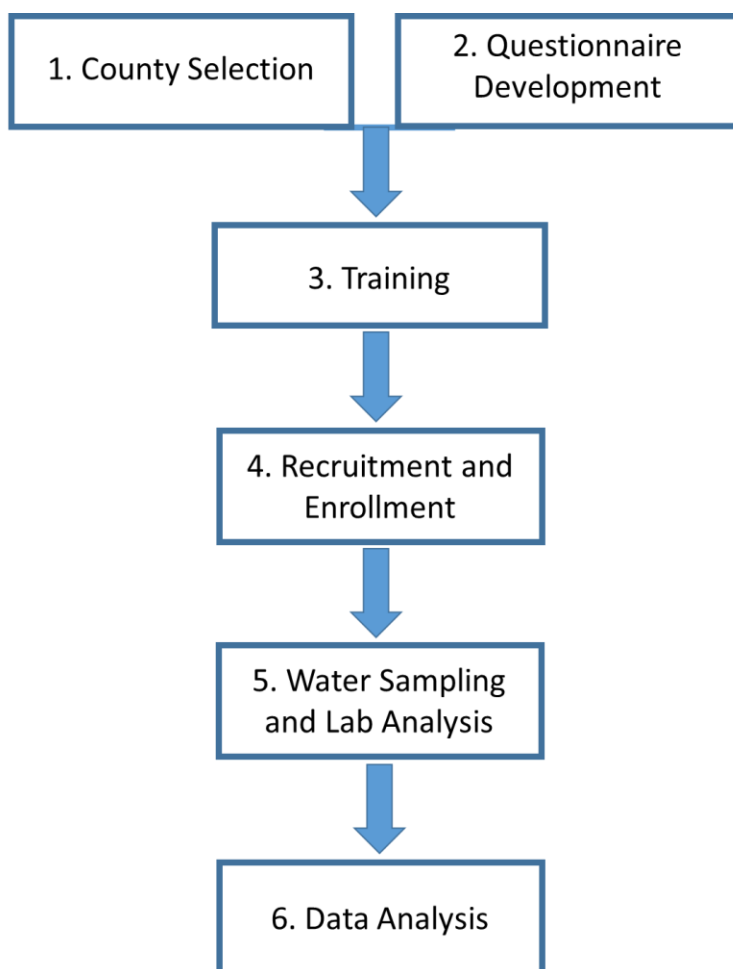 1. County Selection
2. Questionnaire
Development
3. Training
4. Recruitment and
Enrollment
5. Water Sampling
and Lab Analysis
6. Data Analysis